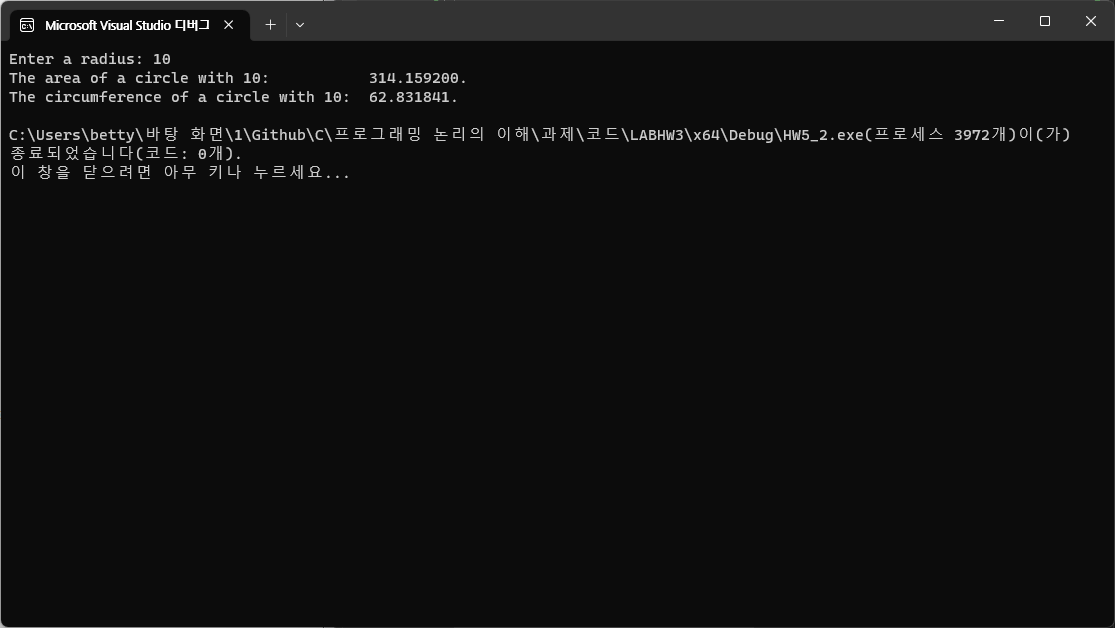 Microsoft Visual Studio 디버그
Enter a radius: 10
The area of a circle with 10:           314.159200.
The circumference of a circle with 10:  62.831841.
C:\Users\betty\바탕 화면\1\Github\C\프로그래밍 논리의 이해\과제\코드\LABHW3\x64\Debug\HW5_2.exe(프로세스 3972개)이(가)
종료되었습니다(코드: 0개).
이 창을 닫으려면 아무 키나 누르세요...